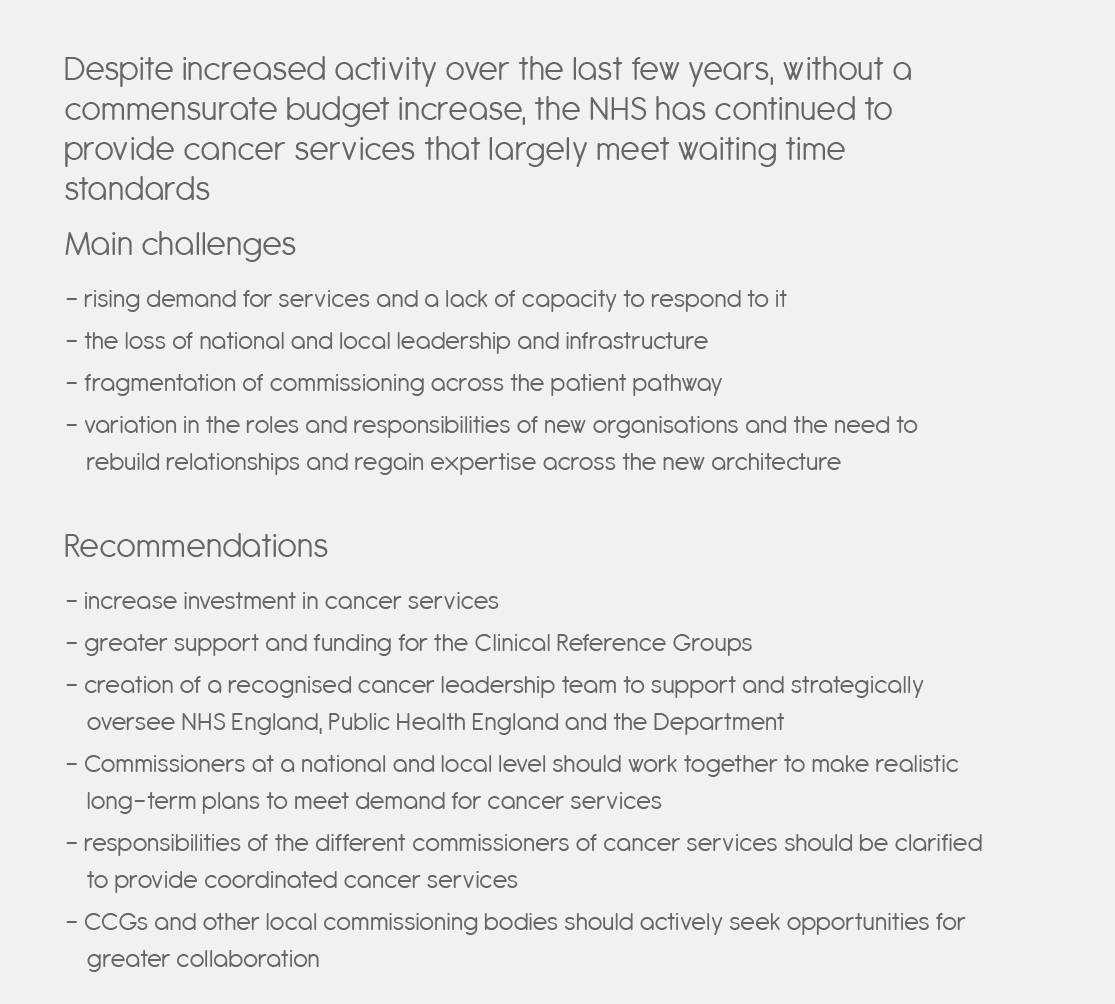 Despite increased activity over the last few years, without a
commensurate budget increase, the NHS has continued to
provide cancer services that largely meet waiting time
standards
Main challenges
- rising demand for services and a lack of capacity to respond to it
- the loss of national and local leadership and infrastructure
- fragmentation of commissioning across the patient pathway
- variation in the roles and responsibilities of new organisations and the need to
rebuild relationships and regain expertise across the new architecture
Recommendations
- increase investment in cancer services
- greater support and funding for the Clinical Reference Groups
- creation of a recognised cancer leadership team to support and strategically
oversee NHS England, Public Health England and the Department
- Commissioners at a national and local level should work together to make realistic
long-term plans to meet demand for cancer services
- responsibilities of the different commissioners of cancer services should be clarified
to provide coordinated cancer services
- CCGs and other local commissioning bodies should actively seek opportunities for
greater collaboration